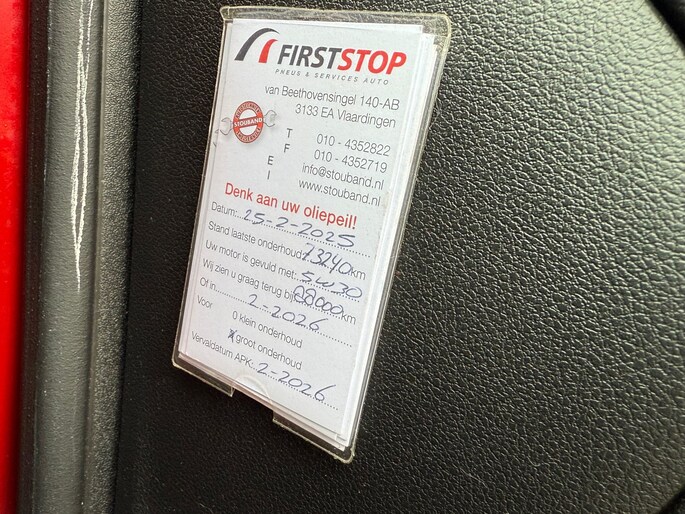 FIRSTSTOP
PNEUS & SERVICES AUTO
van Beethovensingel 140-AB
3133 EA Vlaardingen
STOUBAND
T 010 - 4352822
F 010 - 4352719
E info@stouband.nl
I www.stouband.nl
Denk aan uw oliepeil!
Datum: 25-2-2025
Stand laatste onderhoud: 73240 km
Uw motor is gevuld met: 5W30
Wij zien u graag terug bij 88000 km
Of in 2-2026
Voor 0 klein onderhoud
X groot onderhoud
Vervaldatum APK: 2-2026